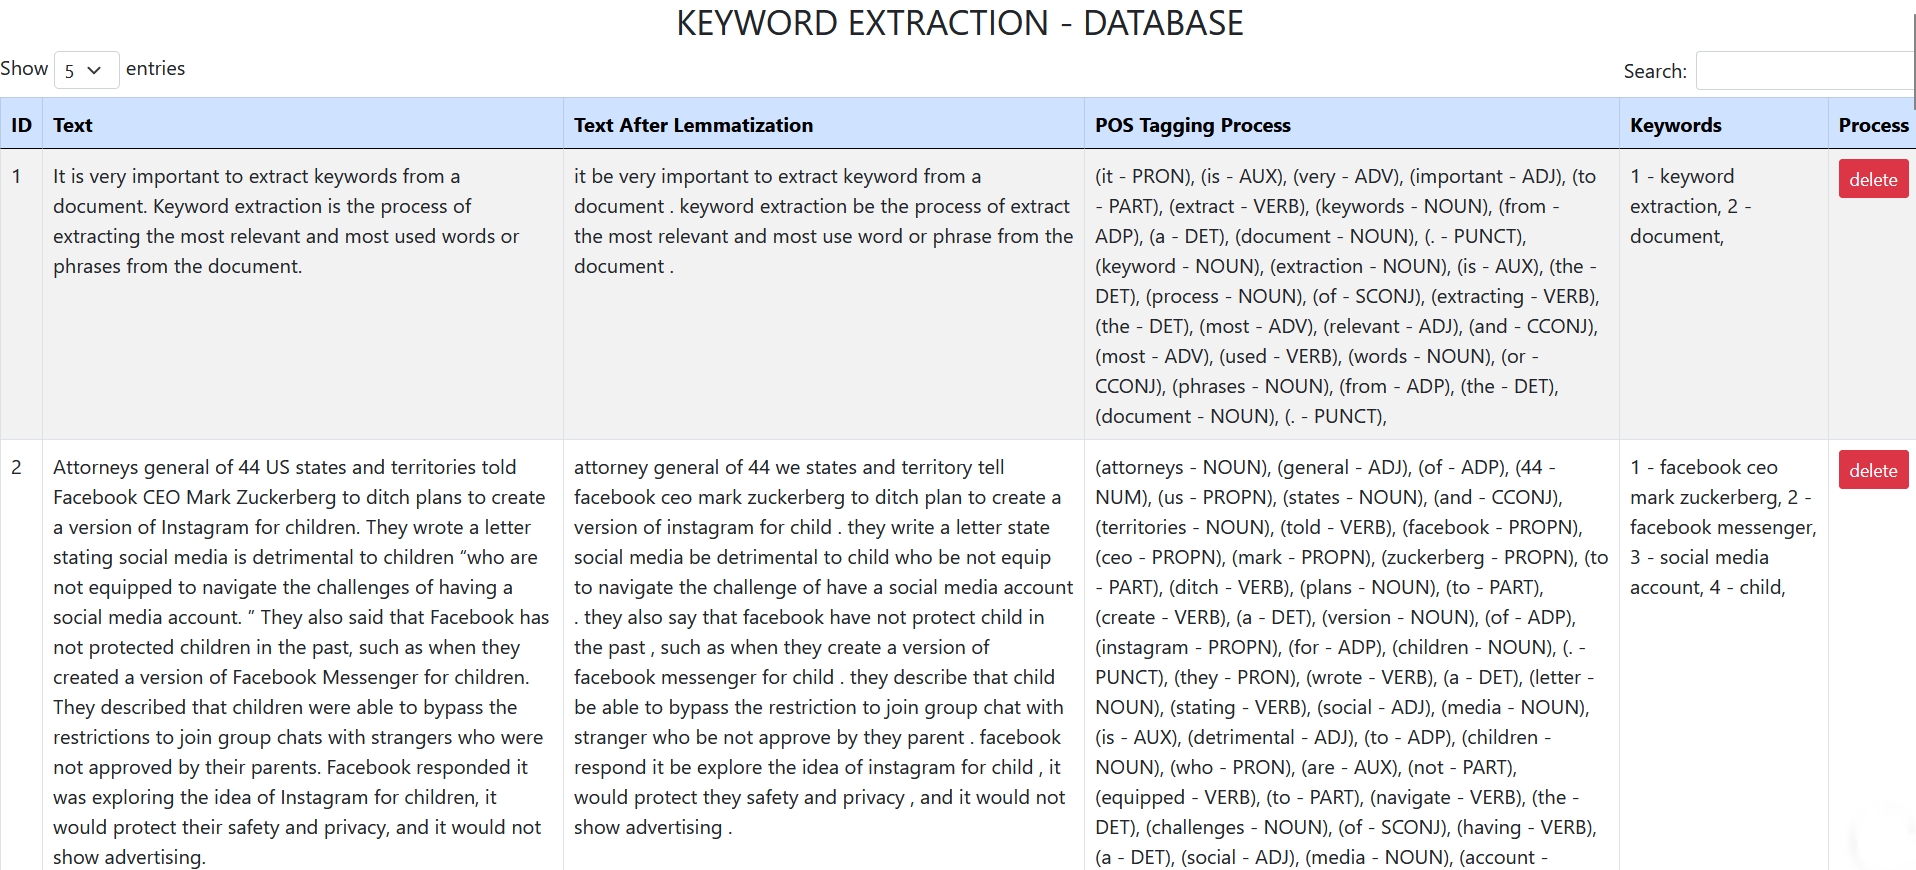 KEYWORD EXTRACTION - DATABASE
Show 5 entries
Search:
ID Text Text After Lemmatization POS Tagging Process Keywords Process
1
It is very important to extract keywords from a
document. Keyword extraction is the process of
extracting the most relevant and most used words or
phrases from the document.
it be very important to extract keyword from a
document . keyword extraction be the process of extract
the most relevant and most use word or phrase from the
document .
(it - PRON), (is - AUX), (very - ADV), (important - ADJ), (to
- PART), (extract - VERB), (keywords - NOUN), (from -
ADP), (a - DET), (document - NOUN), (. - PUNCT),
(keyword - NOUN), (extraction - NOUN), (is - AUX), (the -
DET), (process - NOUN), (of - SCONJ), (extracting - VERB),
(the - DET), (most - ADV), (relevant - ADJ), (and - CCONJ),
(most - ADV), (used - VERB), (words - NOUN), (or -
CCONJ), (phrases - NOUN), (from - ADP), (the - DET),
(document - NOUN), (. - PUNCT),
1 - keyword
extraction, 2 -
document,
delete
2
Attorneys general of 44 US states and territories told
Facebook CEO Mark Zuckerberg to ditch plans to create
a version of Instagram for children. They wrote a letter
stating social media is detrimental to children “who are
not equipped to navigate the challenges of having a
social media account. ” They also said that Facebook has
not protected children in the past, such as when they
created a version of Facebook Messenger for children.
They described that children were able to bypass the
restrictions to join group chats with strangers who were
not approved by their parents. Facebook responded it
was exploring the idea of Instagram for children, it
would protect their safety and privacy, and it would not
show advertising.
attorney general of 44 we states and territory tell
facebook ceo mark zuckerberg to ditch plan to create a
version of instagram for child . they write a letter state
social media be detrimental to child who be not equip
to navigate the challenge of have a social media account
. they also say that facebook have not protect child in
the past , such as when they create a version of
facebook messenger for child . they describe that child
be able to bypass the restriction to join group chat with
stranger who be not approve by they parent . facebook
respond it be explore the idea of instagram for child , it
would protect they safety and privacy , and it would not
show advertising .
(attorneys - NOUN), (general - ADJ), (of - ADP), (44 -
NUM), (us - PROPN), (states - NOUN), (and - CCONJ),
(territories - NOUN), (told - VERB), (facebook - PROPN),
(ceo - PROPN), (mark - PROPN), (zuckerberg - PROPN), (to
- PART), (ditch - VERB), (plans - NOUN), (to - PART),
(create - VERB), (a - DET), (version - NOUN), (of - ADP),
(instagram - PROPN), (for - ADP), (children - NOUN), (. -
PUNCT), (they - PRON), (wrote - VERB), (a - DET), (letter -
NOUN), (stating - VERB), (social - ADJ), (media - NOUN),
(is - AUX), (detrimental - ADJ), (to - ADP), (children -
NOUN), (who - PRON), (are - AUX), (not - PART),
(equipped - VERB), (to - PART), (navigate - VERB), (the -
DET), (challenges - NOUN), (of - SCONJ), (having - VERB),
(a - DET), (social - ADJ), (media - NOUN), (account -
1 - facebook ceo
mark zuckerberg, 2 -
facebook messenger,
3 - social media
account, 4 - child,
delete